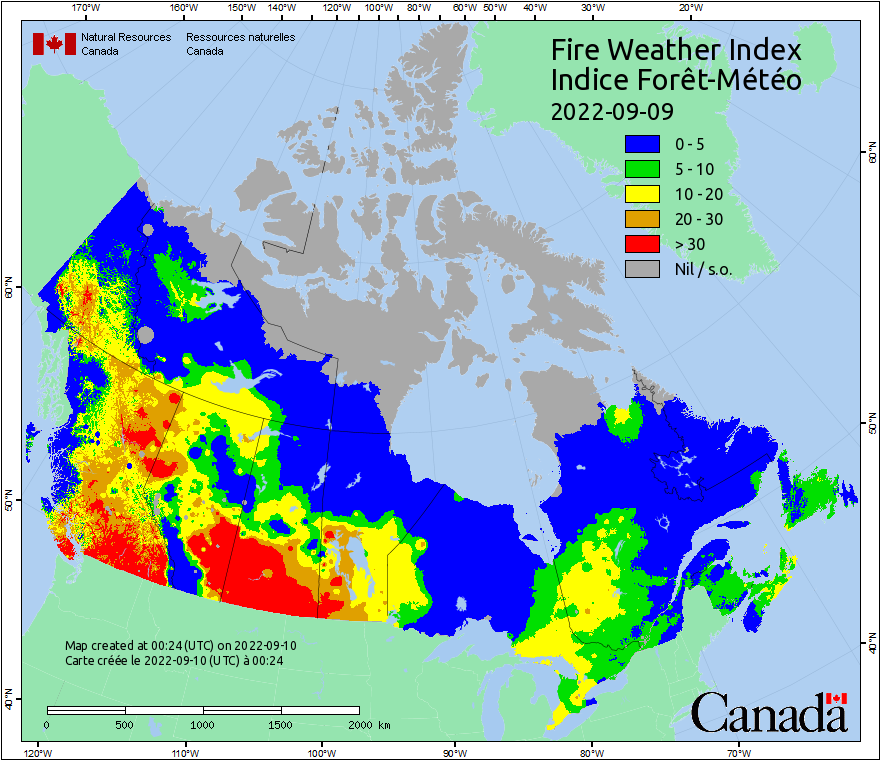 170°W 160°W 150°W 140°W 120°W 100°W 80°W 60°W 50°W 40°W 30°W 20°W
Natural Resources Ressources naturelles
Canada Canada
Fire Weather Index
Indice Forêt-Météo
2022-09-09
0 - 5
5 - 10
10 - 20
20 - 30
> 30
Nil / s.o.
60°N
60°N
50°N
50°N
40°N
40°N
Map created at 00:24 (UTC) on 2022-09-10
Carte créée le 2022-09-10 (UTC) à 00:24
0 500 1000 1500 2000 km
Canada
120°W 110°W 100°W 90°W 80°W 70°W